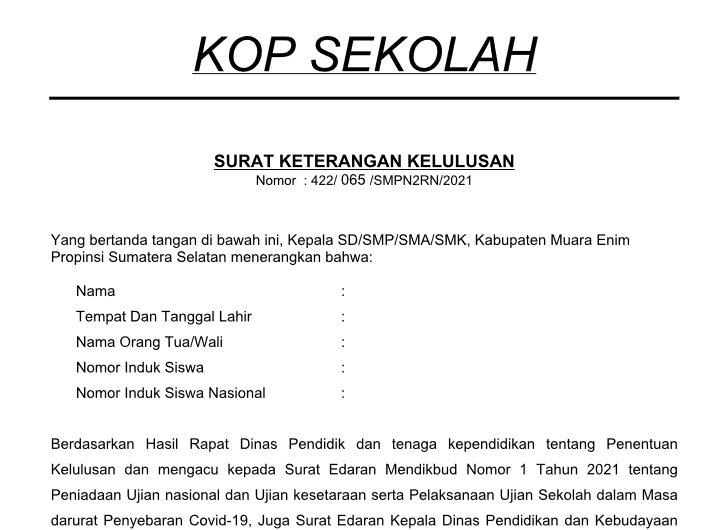 KOP SEKOLAH
SURAT KETERANGAN KELULUSAN
Nomor : 422/ 065 /SMPN2RN/2021
Yang bertanda tangan di bawah ini, Kepala SD/SMP/SMA/SMK, Kabupaten Muara Enim
Propinsi Sumatera Selatan menerangkan bahwa:
Nama :
Tempat Dan Tanggal Lahir :
Nama Orang Tua/Wali :
Nomor Induk Siswa :
Nomor Induk Siswa Nasional :
Berdasarkan Hasil Rapat Dinas Pendidik dan tenaga kependidikan tentang Penentuan
Kelulusan dan mengacu kepada Surat Edaran Mendikbud Nomor 1 Tahun 2021 tentang
Peniadaan Ujian nasional dan Ujian kesetaraan serta Pelaksanaan Ujian Sekolah dalam Masa
darurat Penyebaran Covid-19, Juga Surat Edaran Kepala Dinas Pendidikan dan Kebudayaan